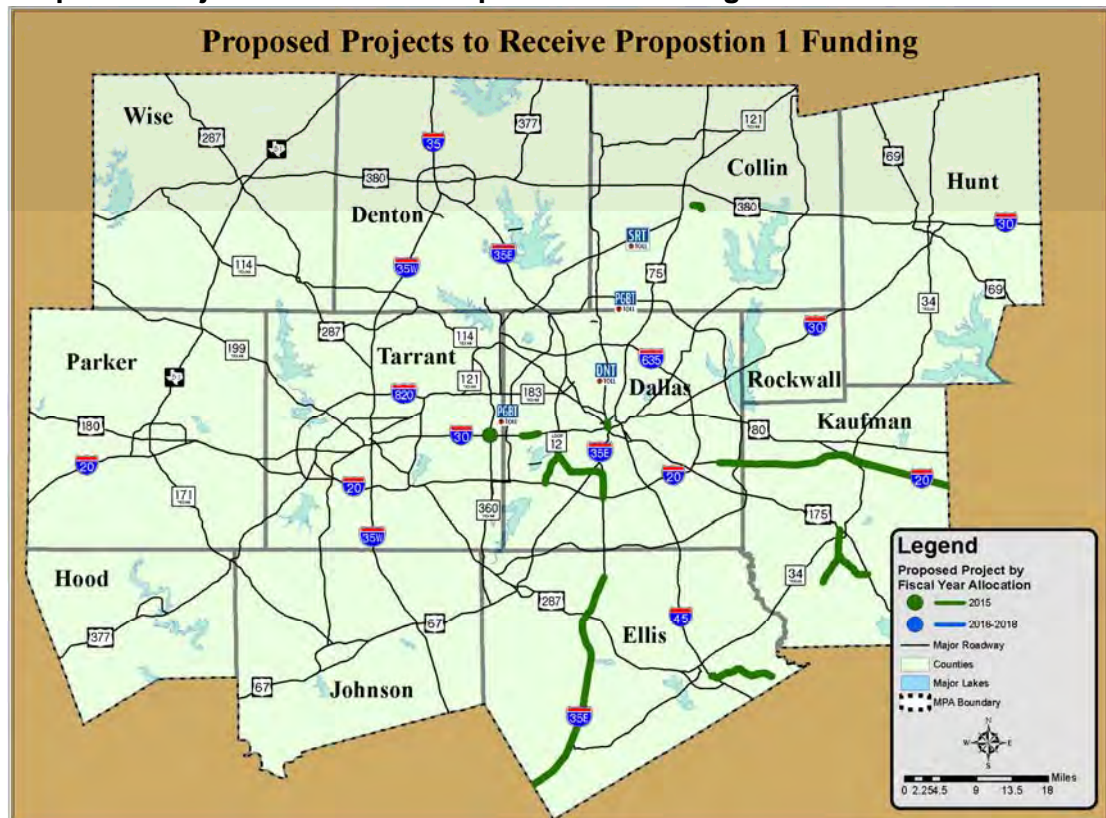 Proposed Projects to Receive Propostion 1 Funding
Wise
287
377
35
121
Collin
69
Hunt
380
Denton
380
30
SRT
TOLL
114
35W
35E
75
69
PGBT
TOLL
34
287
114
30
Parker
199
Tarrant
635
121
DNT
TOLL
Dallas
Rockwall
820
183
Kaufman
180
PGBT
TOLL
30
LOOP
12
80
20
35E
20
20
171
20
360
175
35W
34
Hood
287
377
67
45
Ellis
67
Johnson
35E
Legend
Proposed Project by
Fiscal Year Allocation
2015
2016-2018
Major Roadway
Counties
Major Lakes
MPA Boundary
N
W
E
S
Miles
0 2.25 4.5 9 13.5 18